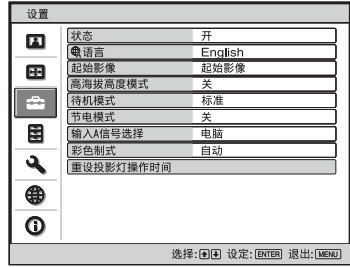 设置
状态 开
语言 English
起始影像 起始影像
高海拔高度模式 关
待机模式 标准
节电模式 关
输入A信号选择 电脑
彩色制式 自动
重设投影灯操作时间
选择: 设定: ENTER 退出: MENU